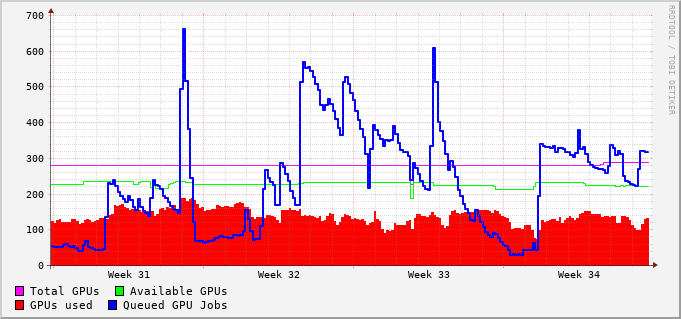 700
600
500
400
300
200
100
0
Week 31 Week 32 Week 33 Week 34
Total GPUs Available GPUs
GPUs used Queued GPU Jobs
RRDTOOL / TOBI OETIKER